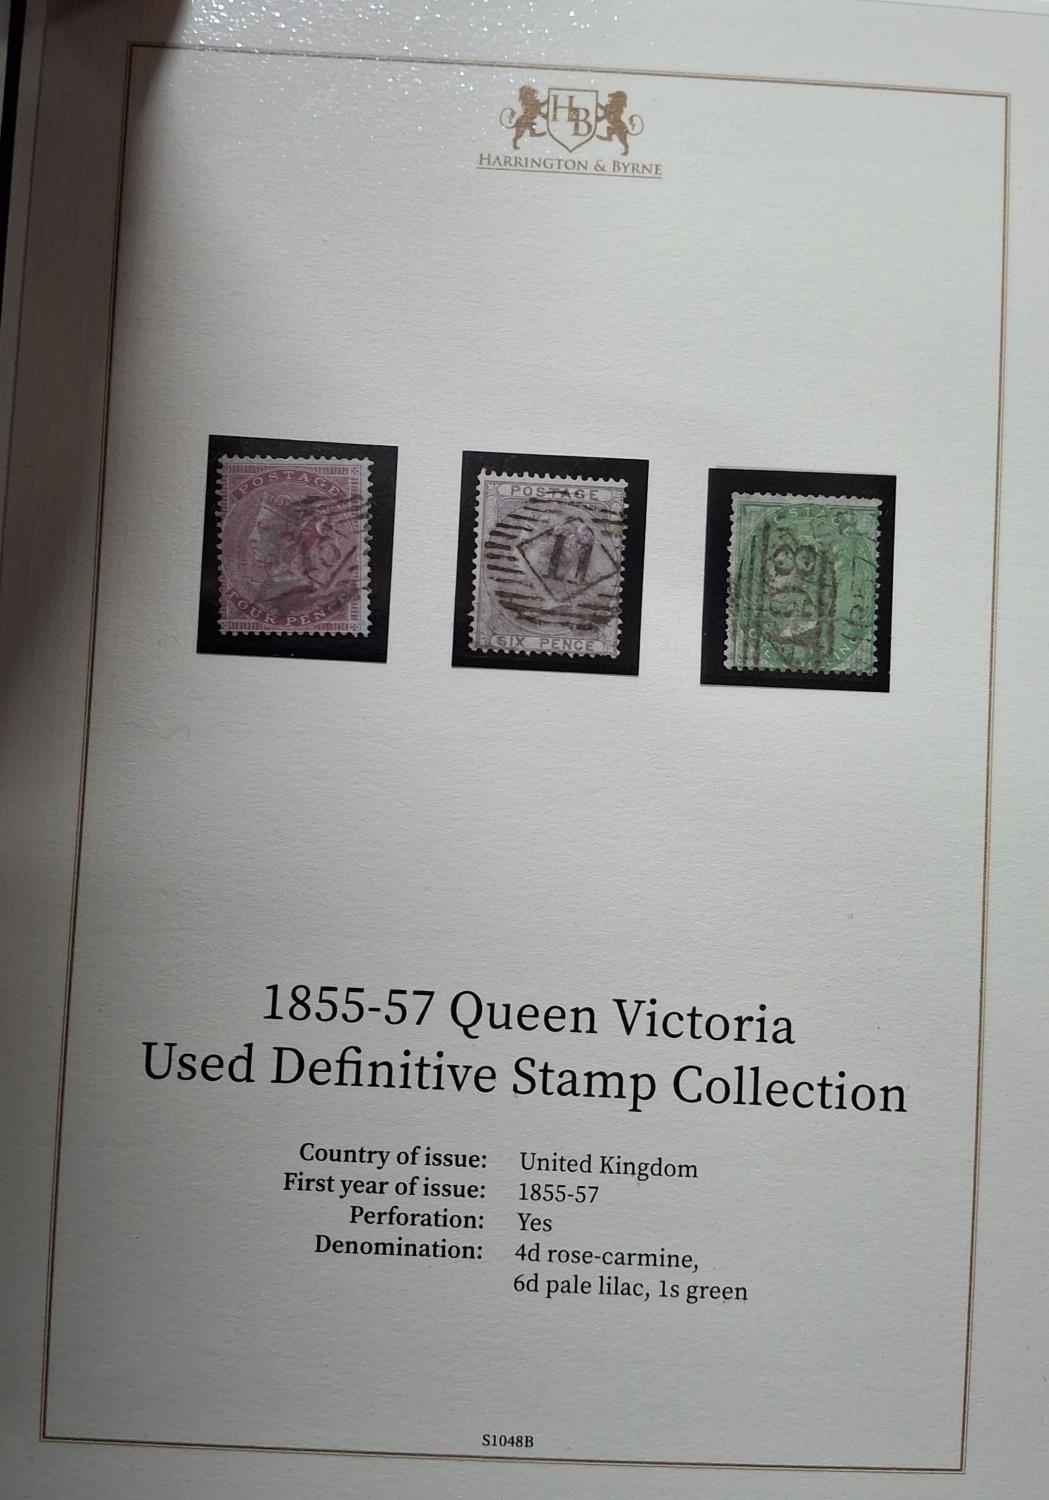 HB
HARRINGTON & BYRNE
POSTAGE
FOUR PENCE
POSTAGE
11
SIX PENCE
1855-57 Queen Victoria
Used Definitive Stamp Collection
Country of issue: United Kingdom
First year of issue: 1855-57
Perforation: Yes
Denomination: 4d rose-carmine,
6d pale lilac, 1s green
S1048B